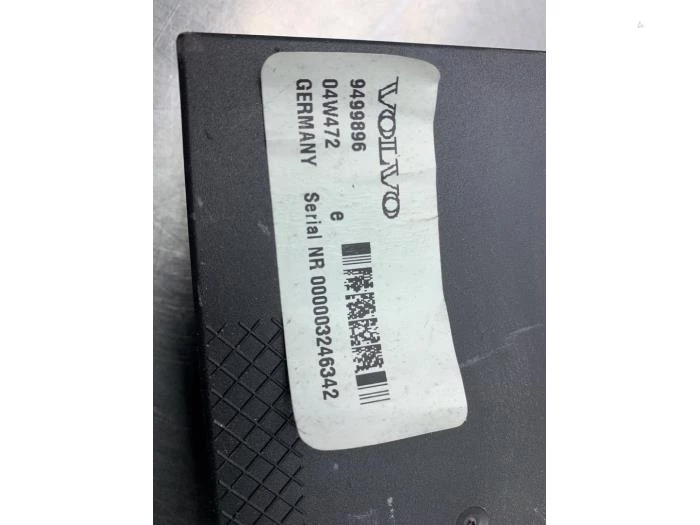 VOLVO
9499896
04W472 e
GERMANY Serial NR 000003246342